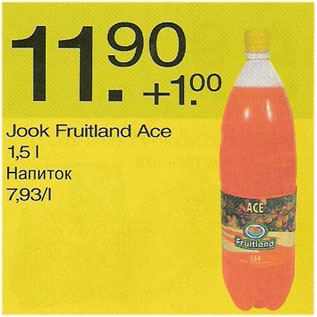 11.90
+1.00
Jook Fruitland Ace
1,5 l
Напиток
7,93/l
ACE
Fruitland